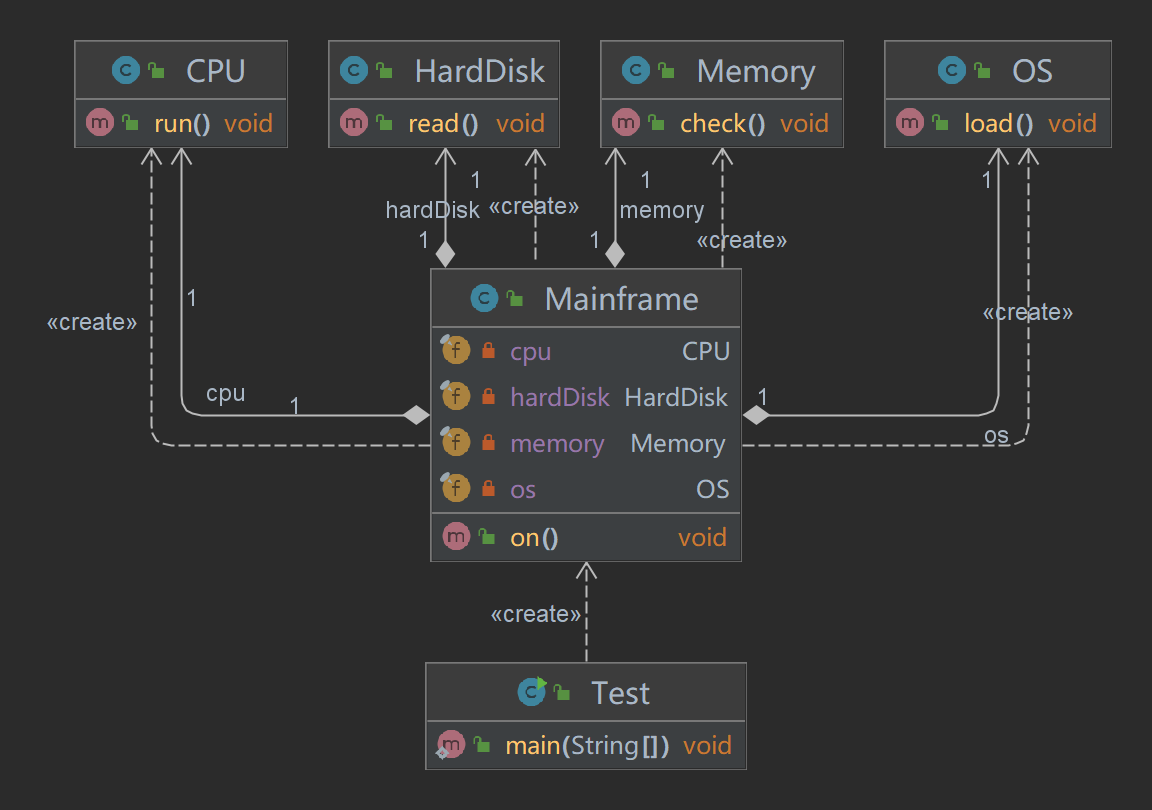 CPU
run() void
HardDisk
read() void
Memory
check() void
OS
load() void
1
1
1
hardDisk
«create»
memory
1
1
«create»
1
«create»
«create»
cpu
1
1
os
Mainframe
cpu CPU
hardDisk HardDisk
memory Memory
os OS
on() void
«create»
Test
main(String[]) void